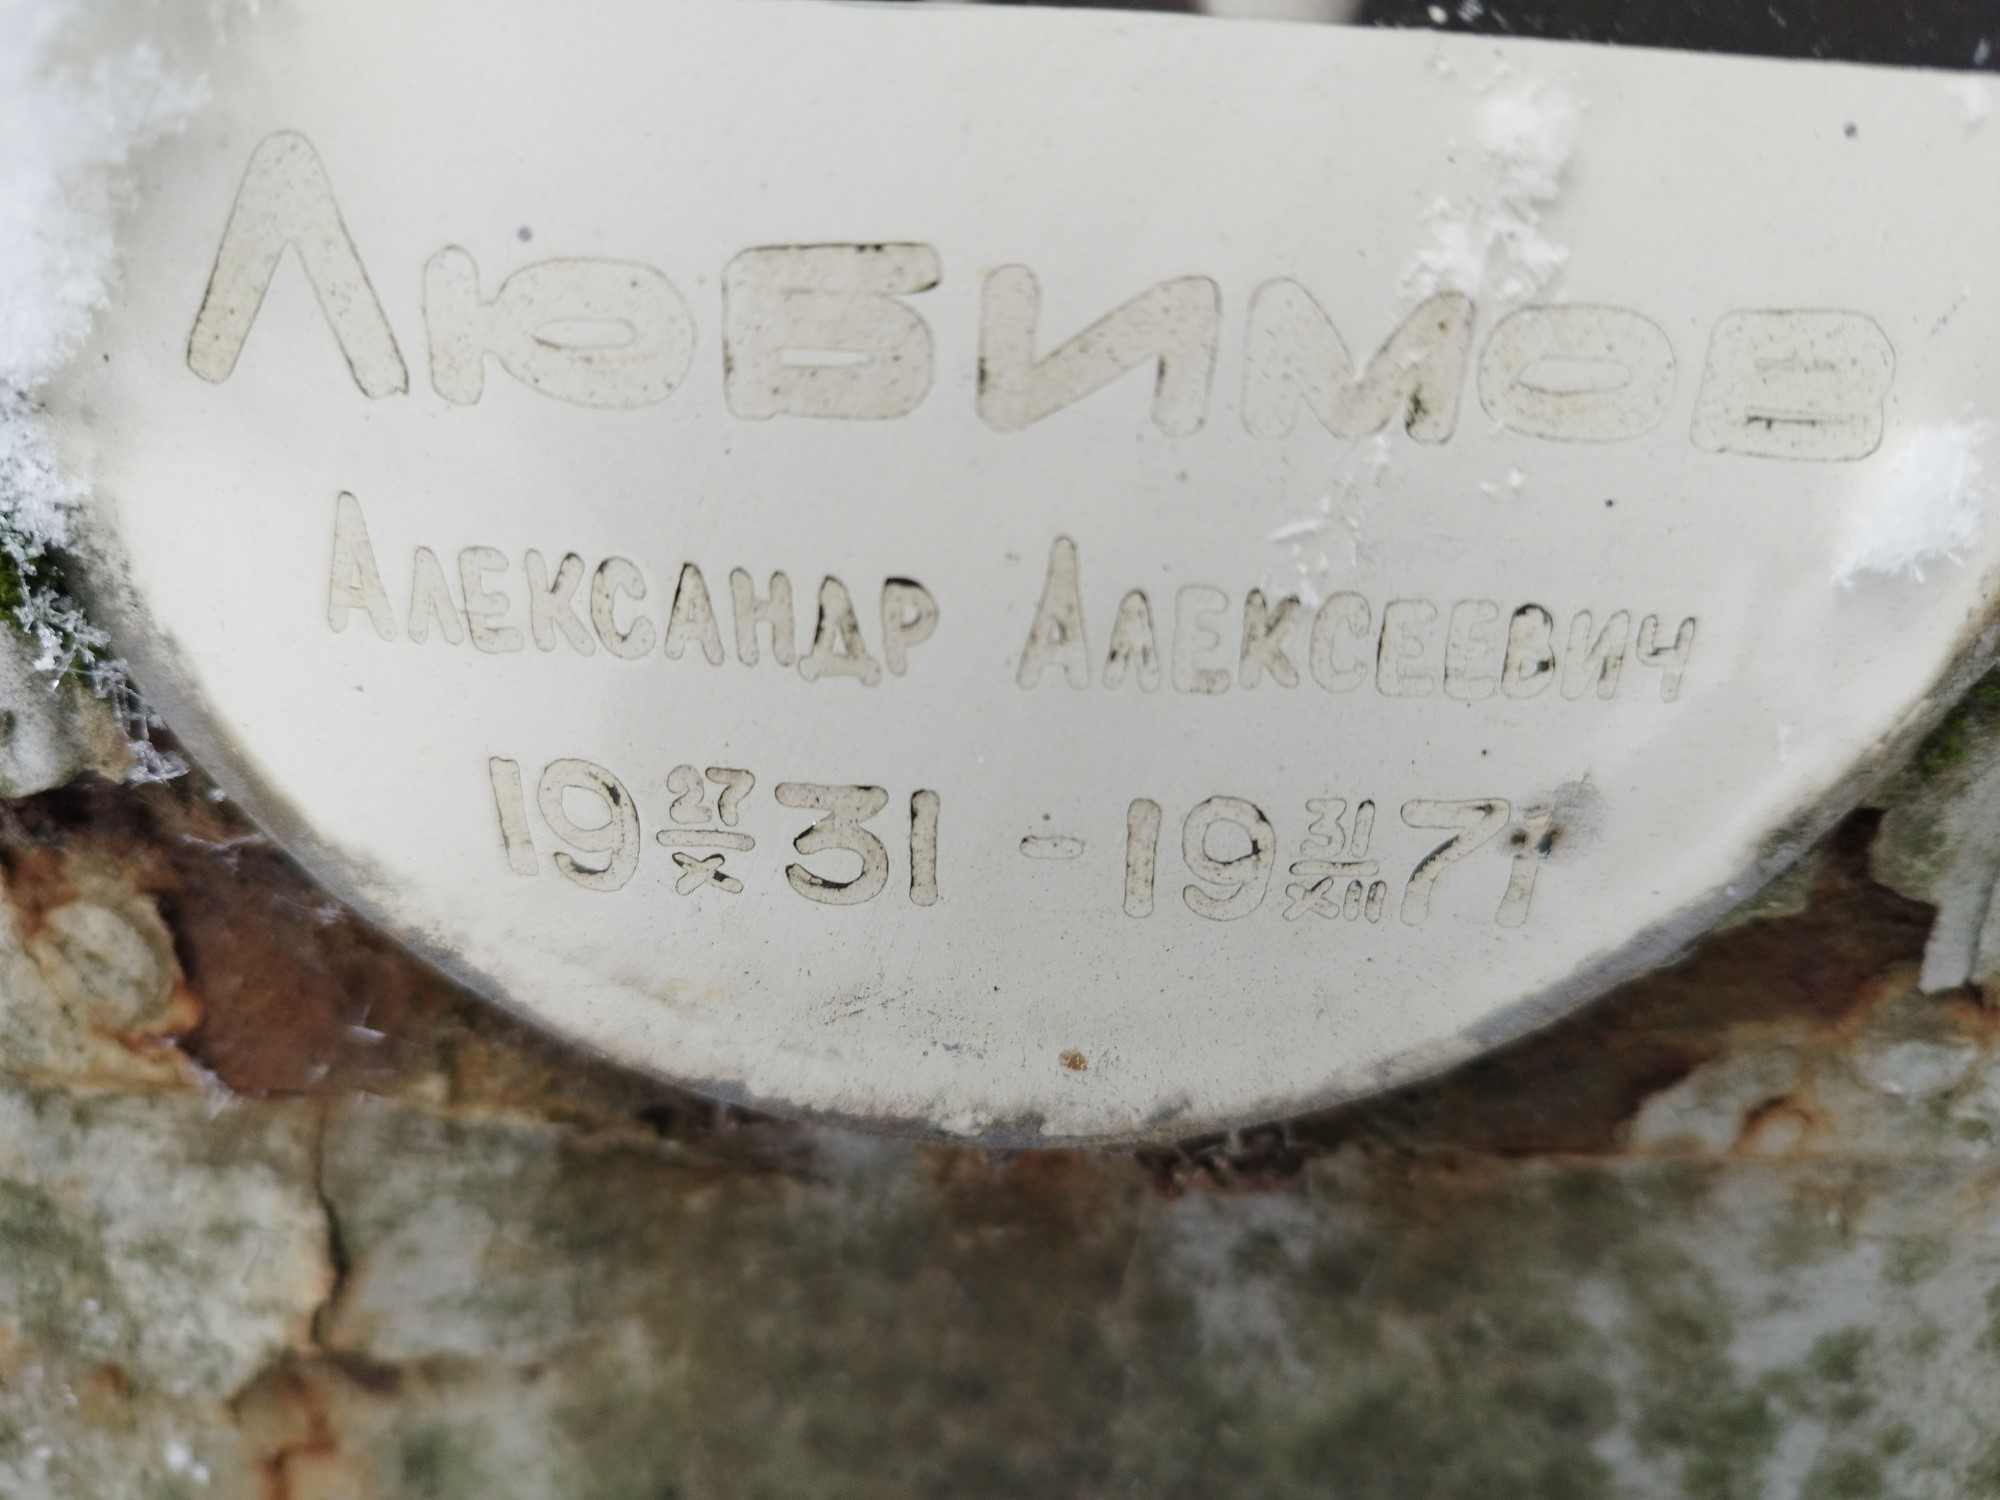 Любимов
Александр Алексеевич
19 27/X 31 - 19 31/XII 71